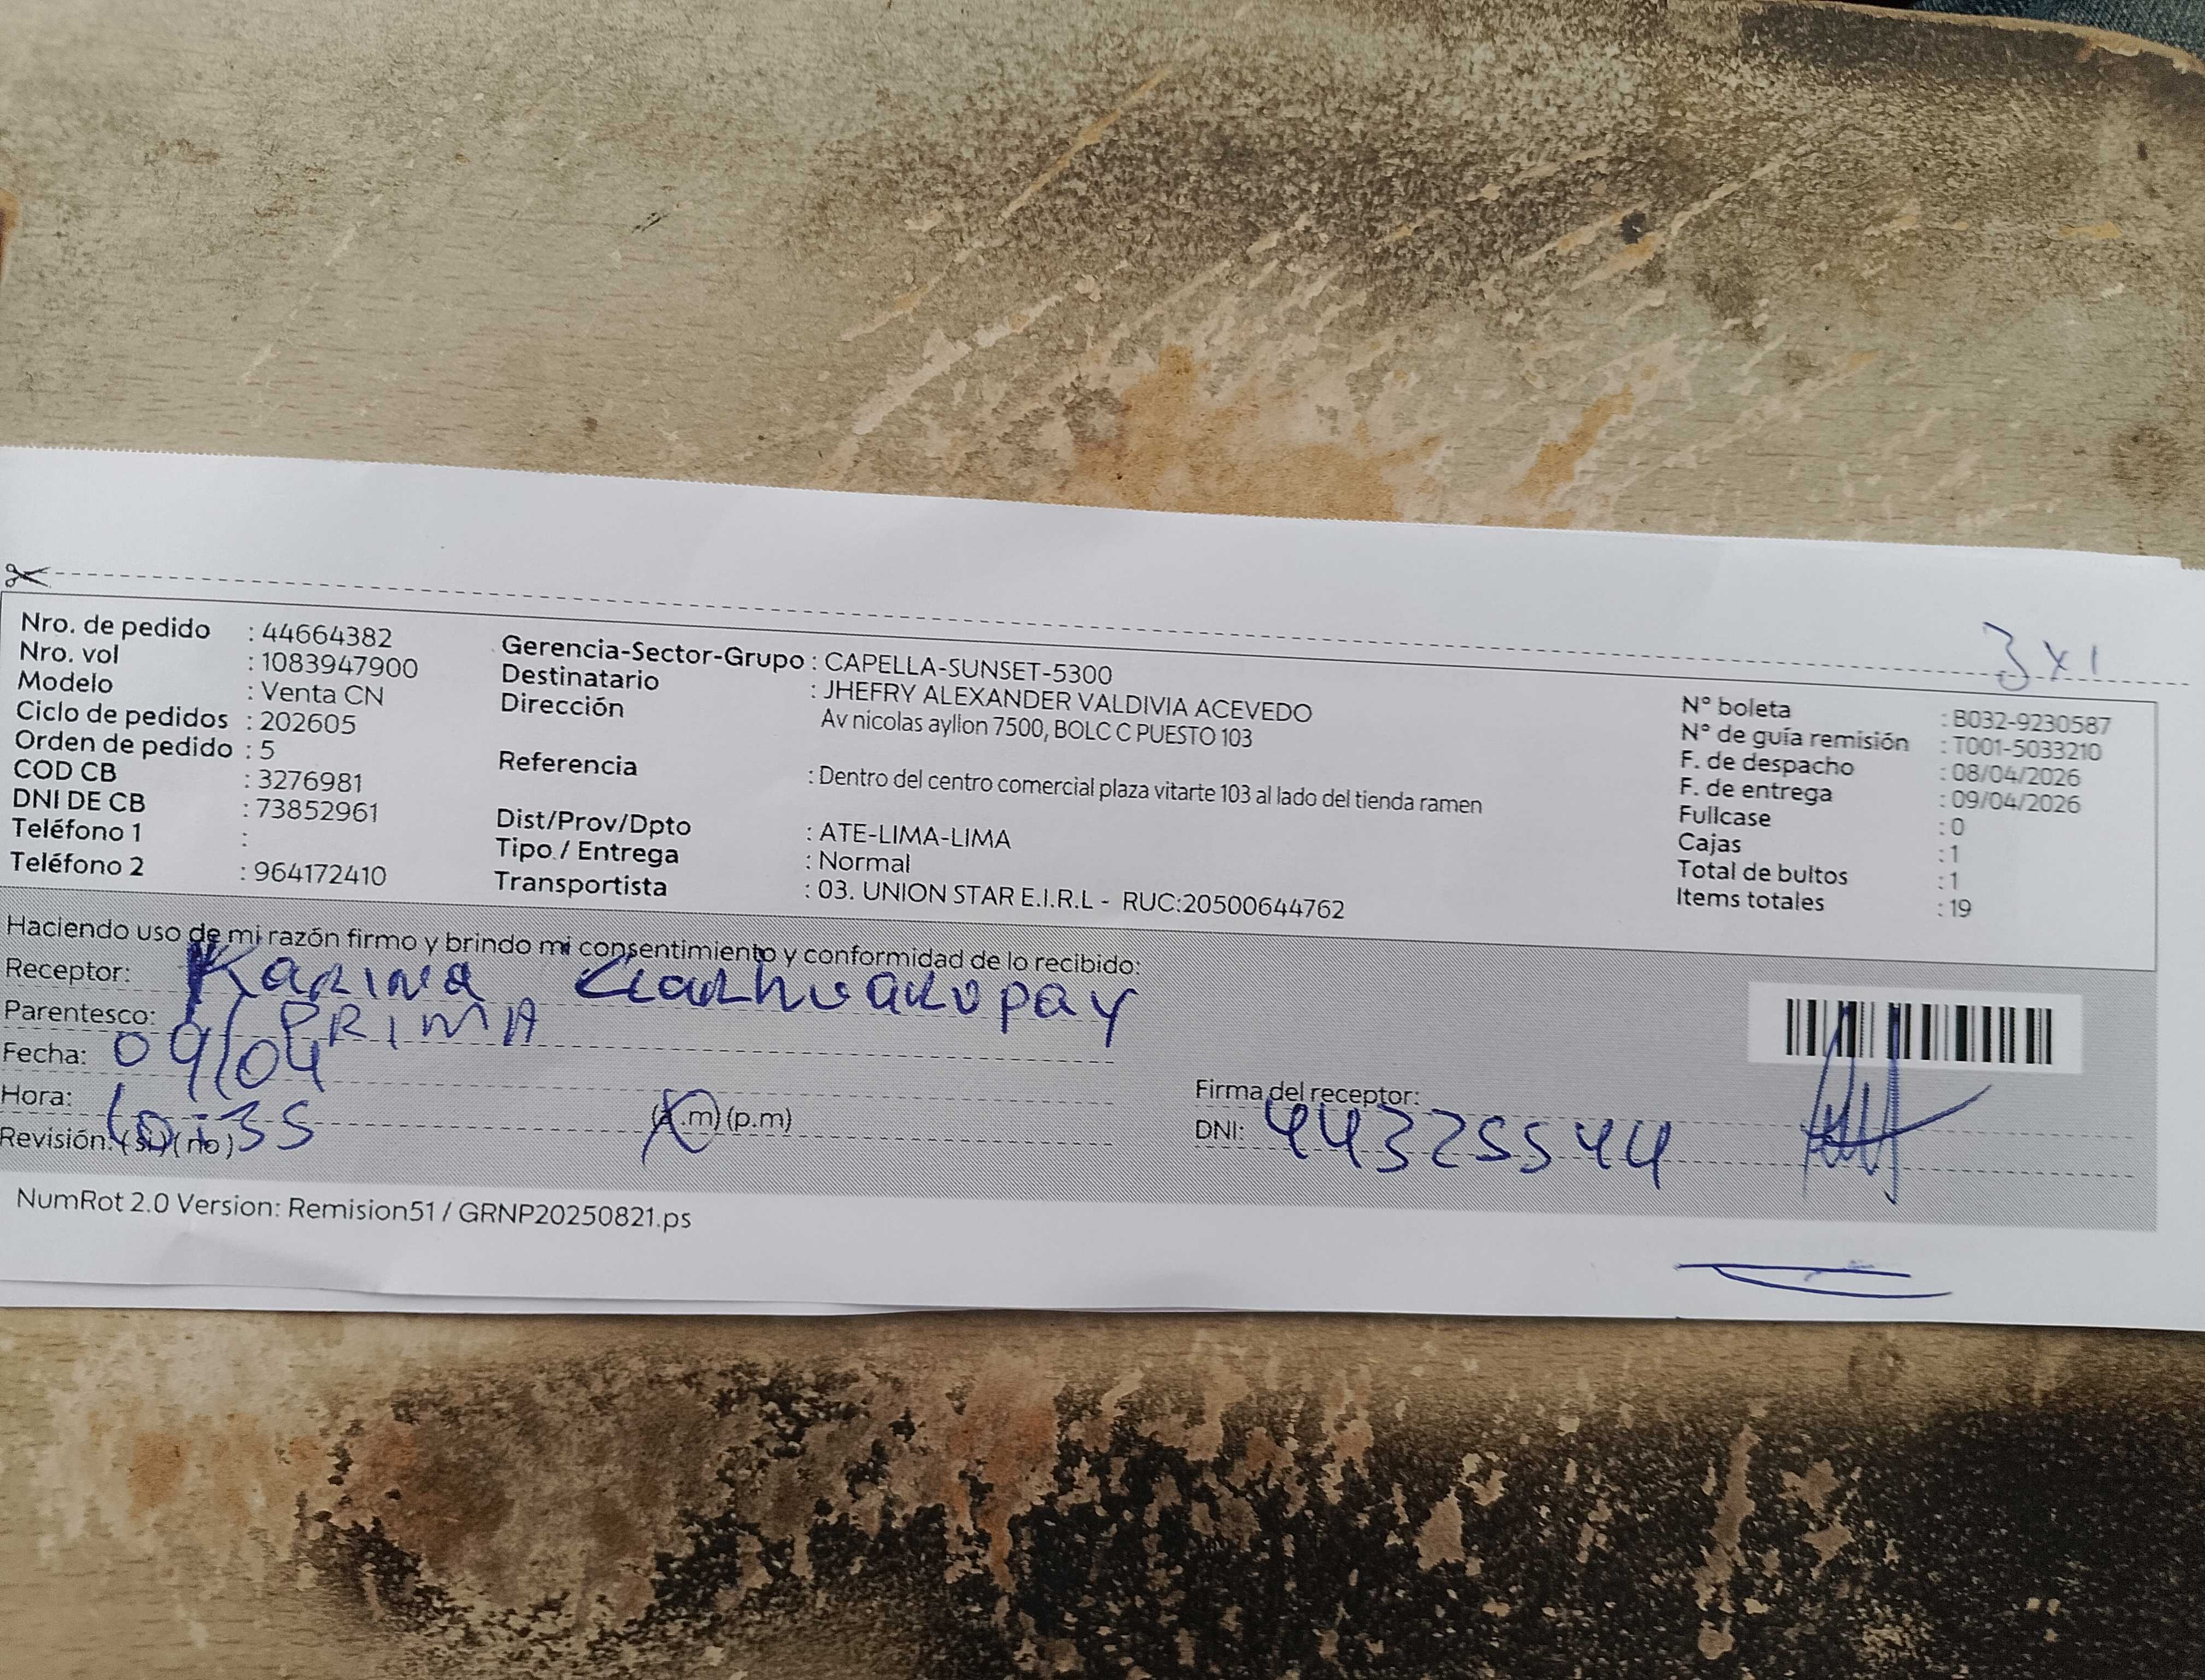 3x1
Nro. de pedido : 44664382
Nro. vol : 1083947900
Modelo : Venta CN
Ciclo de pedidos : 202605
Orden de pedido : 5
COD CB : 3276981
DNI DE CB : 73852961
Teléfono 1 :
Teléfono 2 : 964172410
Gerencia-Sector-Grupo : CAPELLA-SUNSET-5300
Destinatario : JHEFRY ALEXANDER VALDIVIA ACEVEDO
Dirección Av nicolas ayllon 7500, BOLC C PUESTO 103
Referencia : Dentro del centro comercial plaza vitarte 103 al lado del tienda ramen
Dist/Prov/Dpto : ATE-LIMA-LIMA
Tipo / Entrega : Normal
Transportista : 03. UNION STAR E.I.R.L - RUC:20500644762
N° boleta : B032-9230587
N° de guía remisión : T001-5033210
F. de despacho : 08/04/2026
F. de entrega : 09/04/2026
Fullcase : 0
Cajas : 1
Total de bultos : 1
Items totales : 19
Haciendo uso de mi razón firmo y brindo mi consentimiento y conformidad de lo recibido:
Receptor: Karina
Parentesco: PRIMA
Fecha: 09/04
Hora: 10:35 (a.m) (p.m)
Revisión: (si) (no)
Firma del receptor:
DNI: 44325544
NumRot 2.0 Version: Remision51 / GRNP20250821.ps